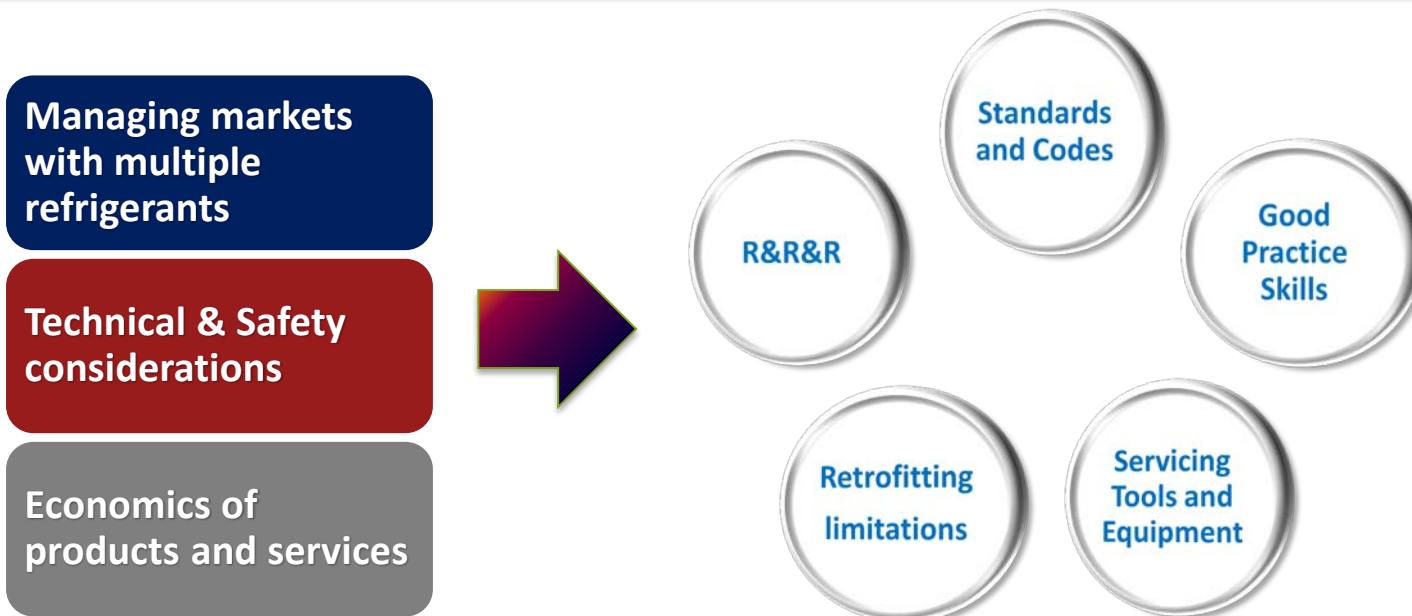 Managing markets
with multiple
refrigerants
Technical & Safety
considerations
Economics of
products and services
Standards
and Codes
R&R&R
Good
Practice
Skills
Retrofitting
limitations
Servicing
Tools and
Equipment